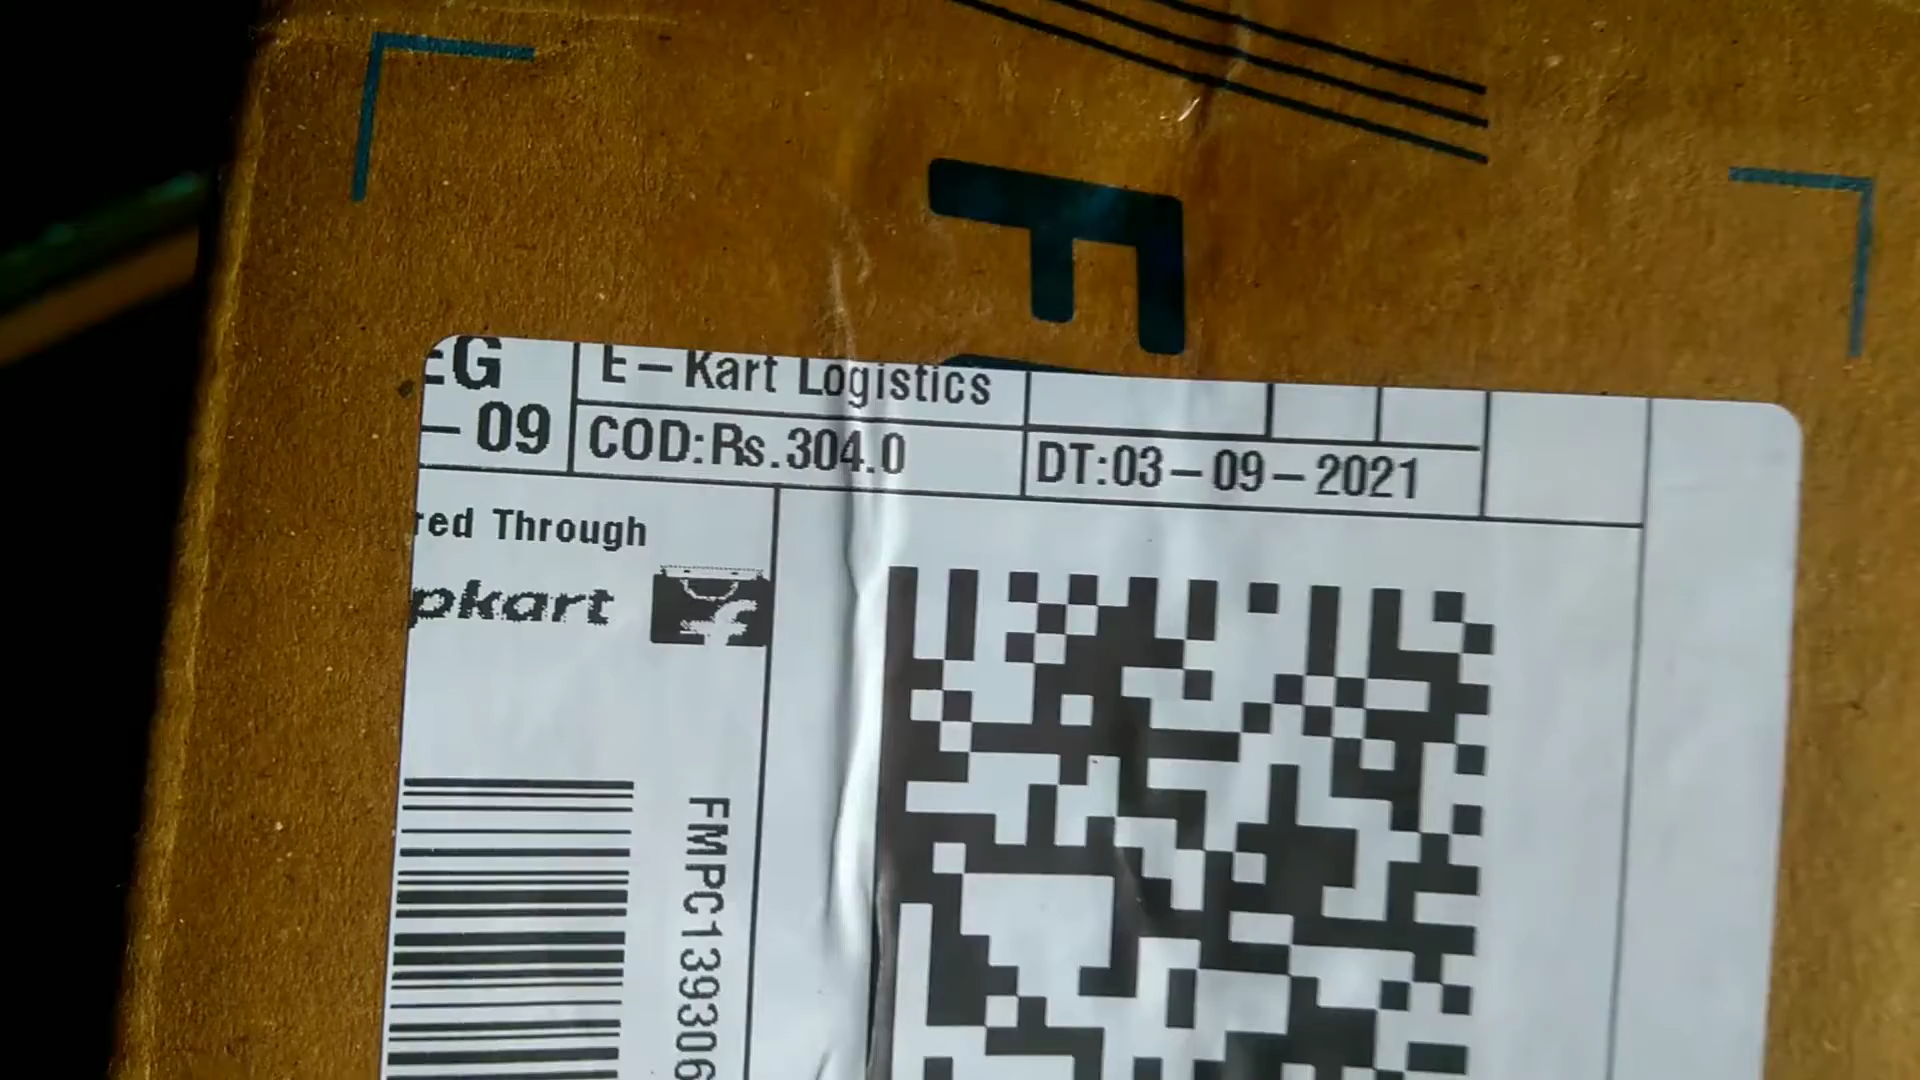 F
EG
E-Kart Logistics
- 09
COD:Rs.304.0
DT:03-09-2021
red Through
pkart
FMPC139306